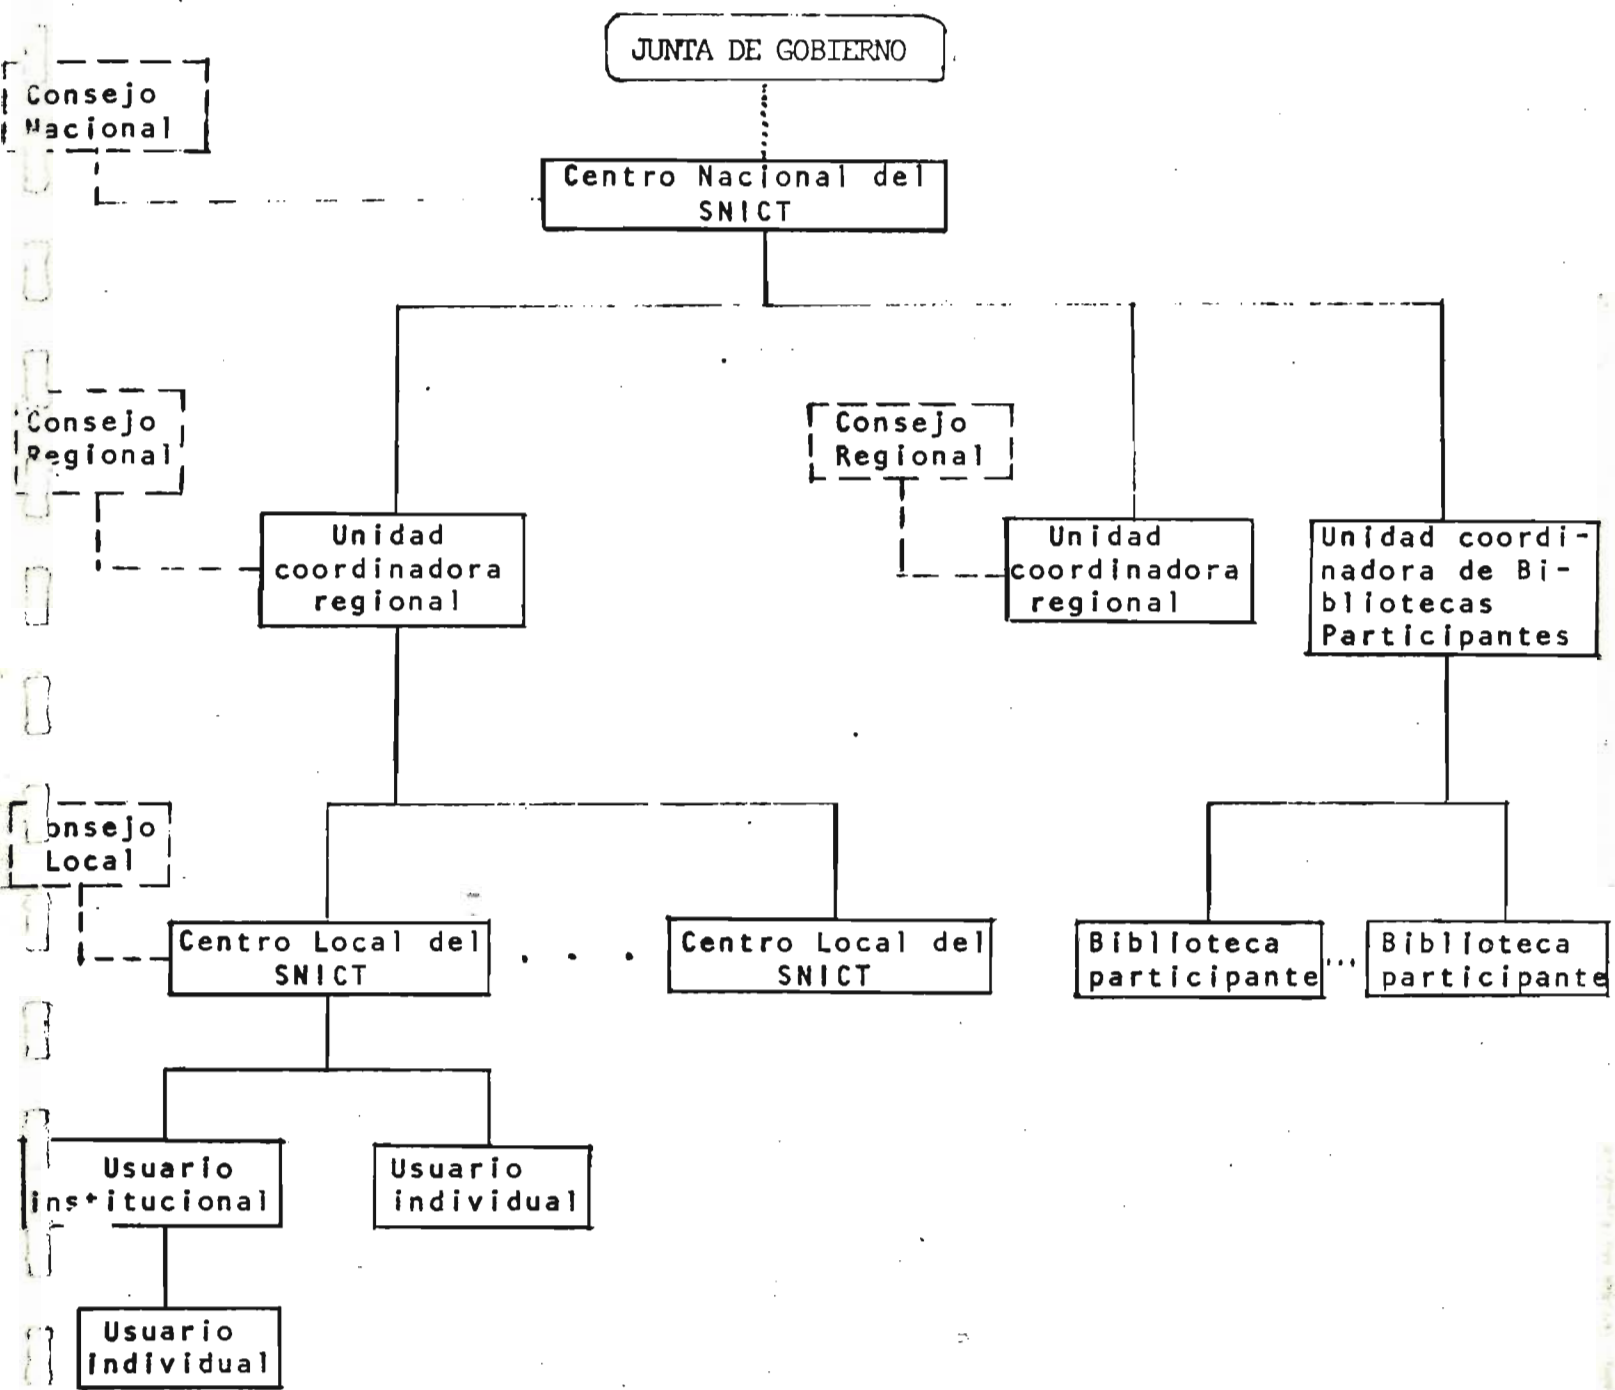 JUNTA DE GOBIERNO
Consejo
Nacional
Centro Nacional del
SNICT
Consejo
Regional
Consejo
Regional
Unidad
coordinadora
regional
Unidad
coordinadora
regional
Unidad coordi-
nadora de Bi-
bliotecas
Participantes
Consejo
Local
Centro Local del
SNICT
. . .
Centro Local del
SNICT
Biblioteca
participante
...
Biblioteca
participante
Usuario
institucional
Usuario
individual
Usuario
individual